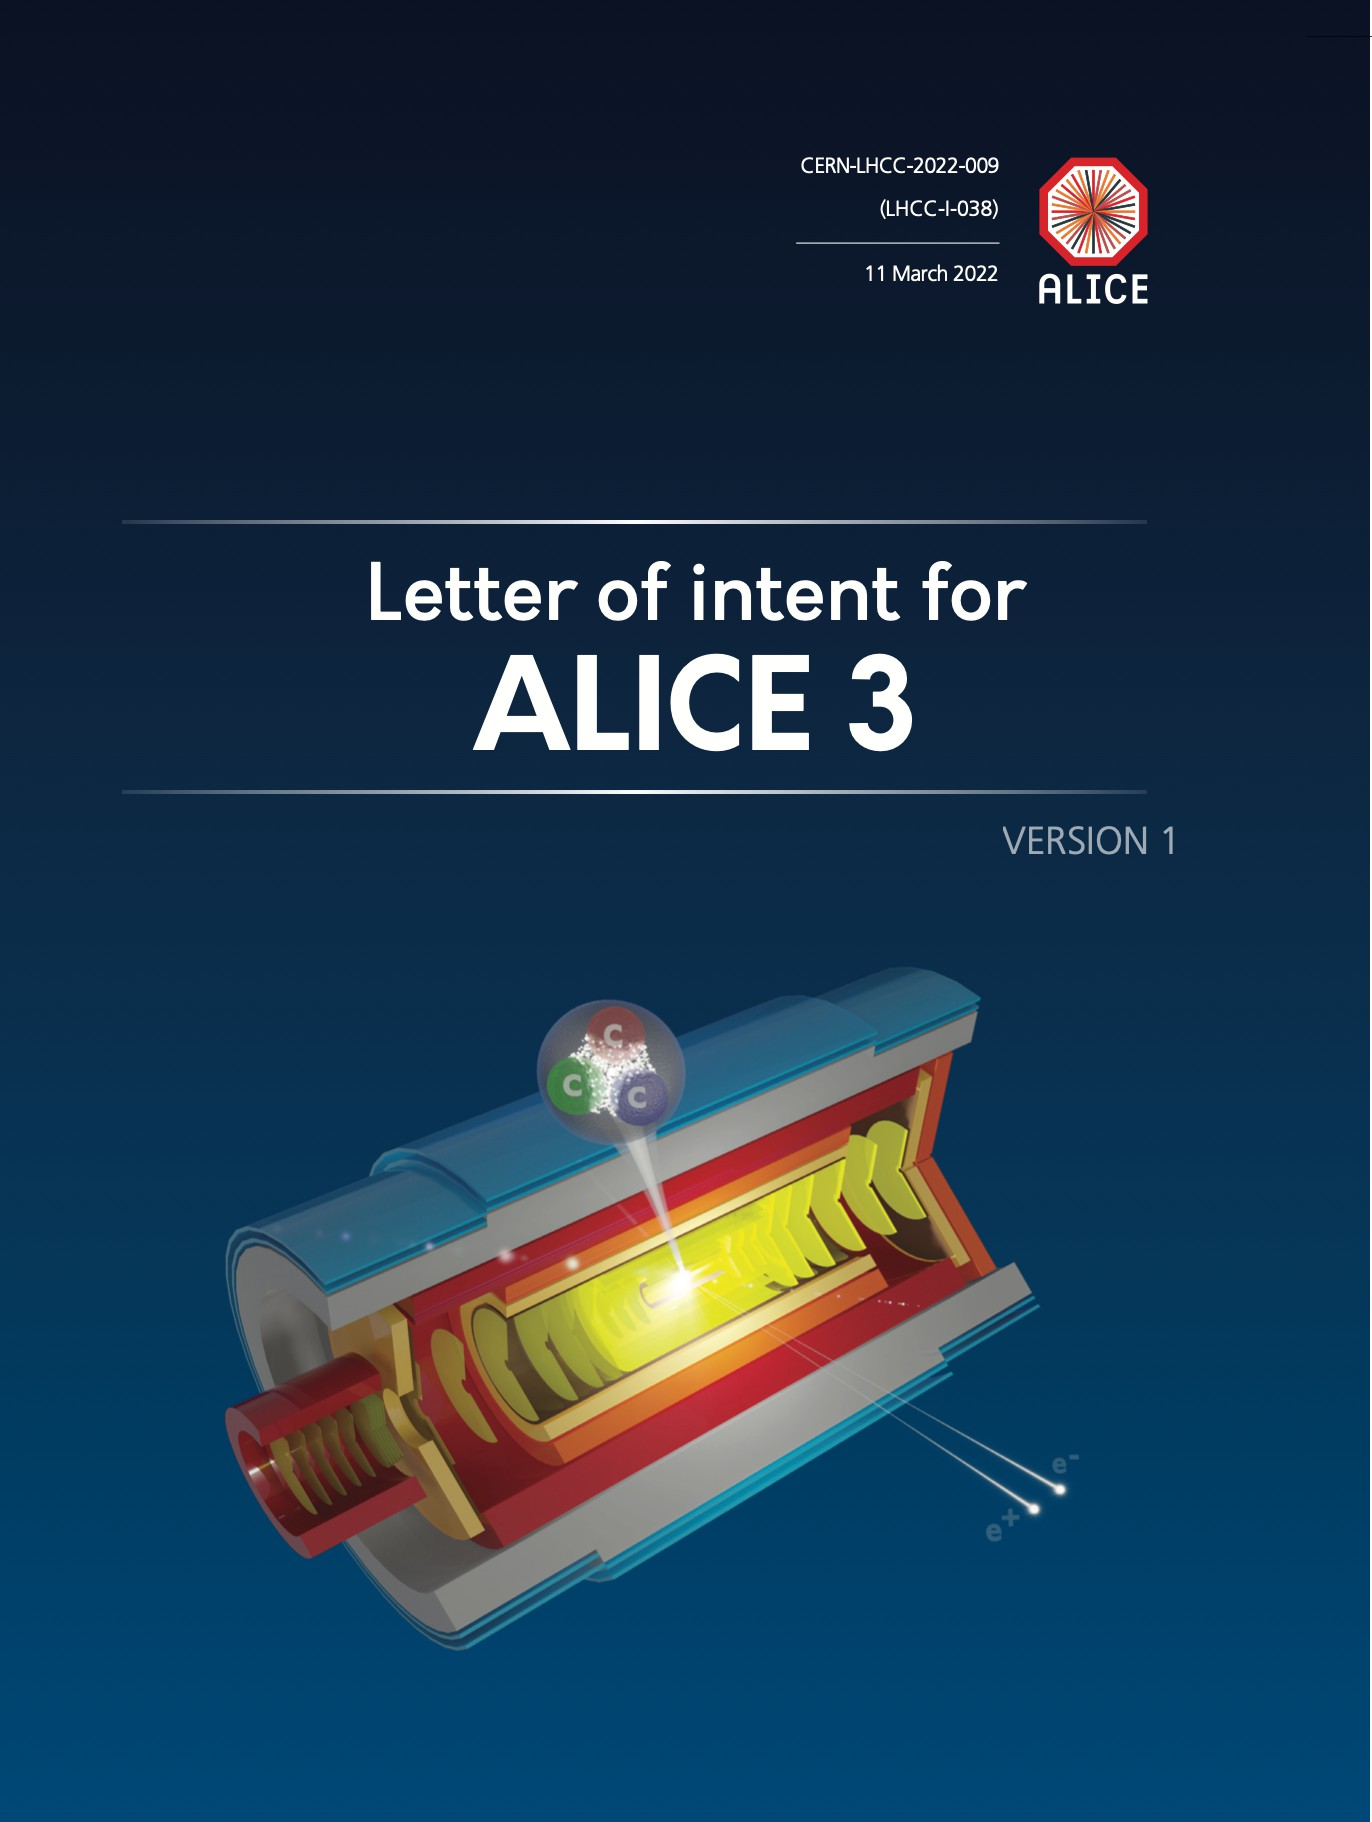 CERN-LHCC-2022-009
(LHCC-I-038)
11 March 2022
ALICE
Letter of intent for
ALICE 3
VERSION 1
c
c
c
e-
e+